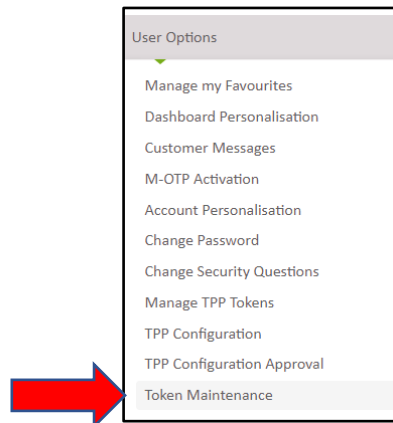 User Options
Manage my Favourites
Dashboard Personalisation
Customer Messages
M-OTP Activation
Account Personalisation
Change Password
Change Security Questions
Manage TPP Tokens
TPP Configuration
TPP Configuration Approval
Token Maintenance